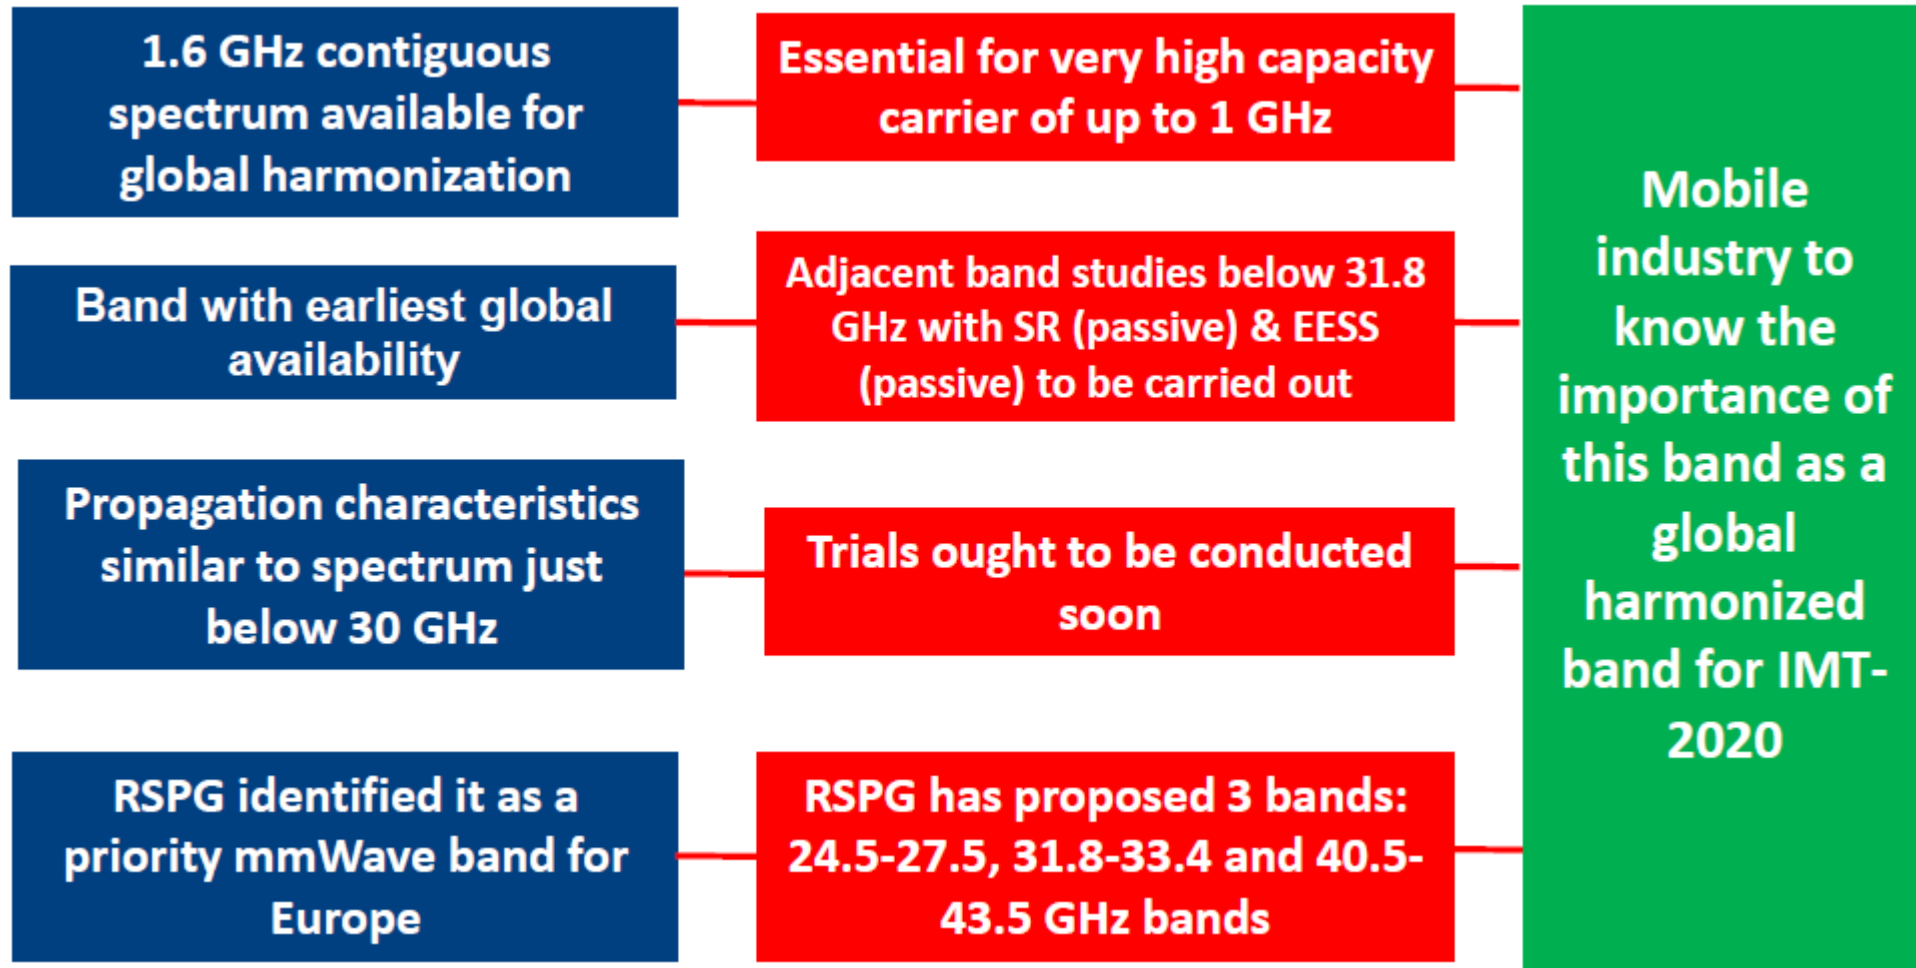 1.6 GHz contiguous
spectrum available for
global harmonization
Essential for very high capacity
carrier of up to 1 GHz
Band with earliest global
availability
Adjacent band studies below 31.8
GHz with SR (passive) & EESS
(passive) to be carried out
Propagation characteristics
similar to spectrum just
below 30 GHz
Trials ought to be conducted
soon
RSPG identified it as a
priority mmWave band for
Europe
RSPG has proposed 3 bands:
24.5-27.5, 31.8-33.4 and 40.5-
43.5 GHz bands
Mobile
industry to
know the
importance of
this band as a
global
harmonized
band for IMT-
2020